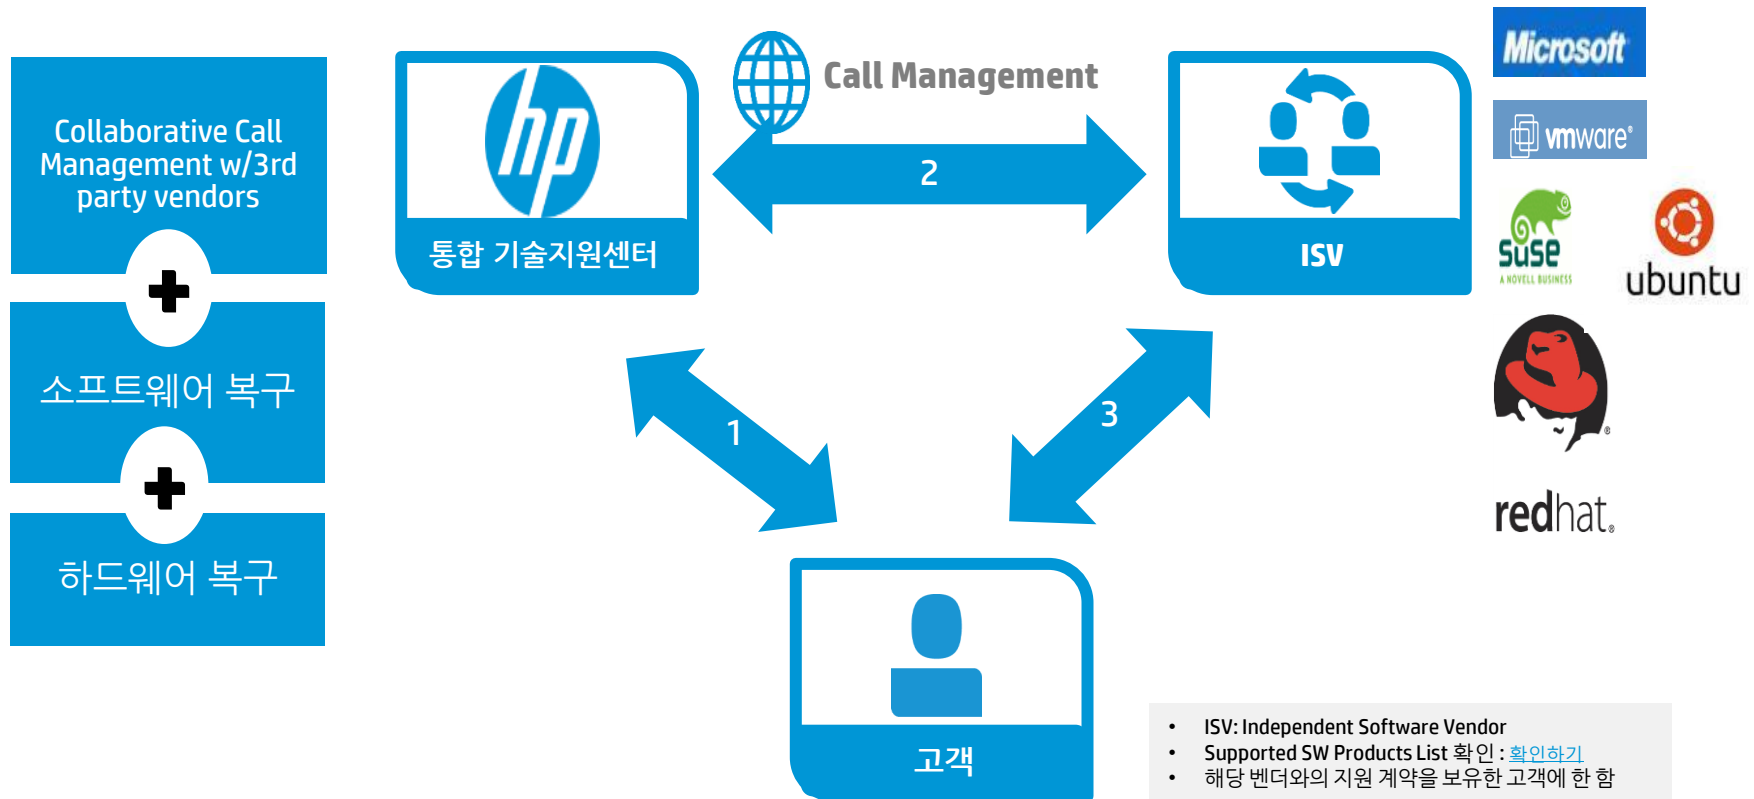 Collaborative Call
Management w/3rd
party vendors
소프트웨어 복구
하드웨어 복구
hp
통합 기술지원센터
Call Management
2
ISV
1
3
고객
Microsoft
vmware®
SUSE
A NOVELL BUSINESS
ubuntu
redhat®
• ISV: Independent Software Vendor
• Supported SW Products List 확인 : 확인하기
• 해당 벤더와의 지원 계약을 보유한 고객에 한 함